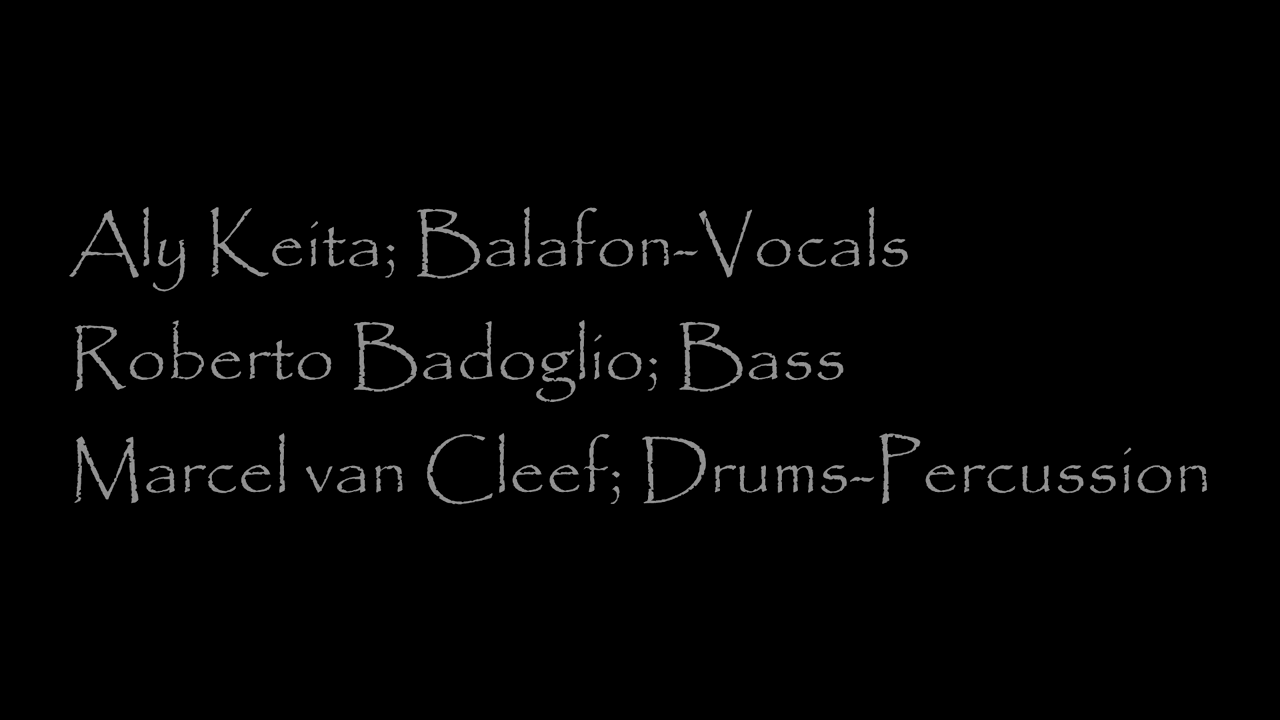 Aly Keita; Balafon-Vocals
Roberto Badoglio; Bass
Marcel van Cleef; Drums-Percussion